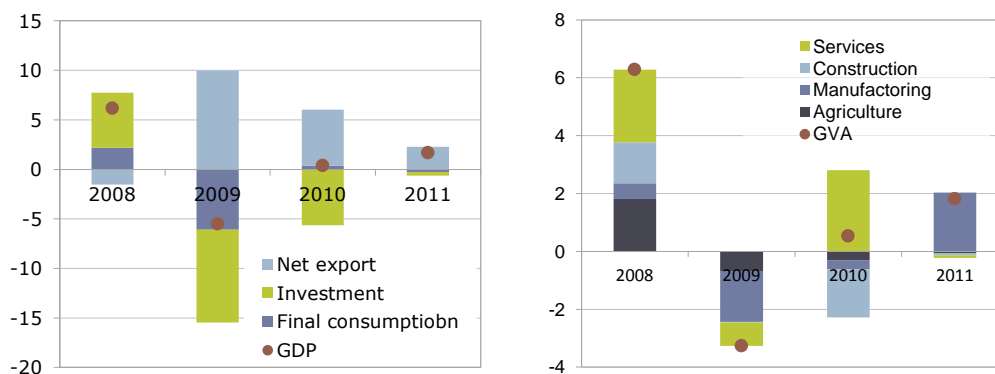 15
10
5
0
-5
-10
-15
-20
2008
2009
2010
2011
Net export
Investment
Final consumptiobn
GDP
8
6
4
2
0
-2
-4
2008
2009
2010
2011
Services
Construction
Manufactoring
Agriculture
GVA